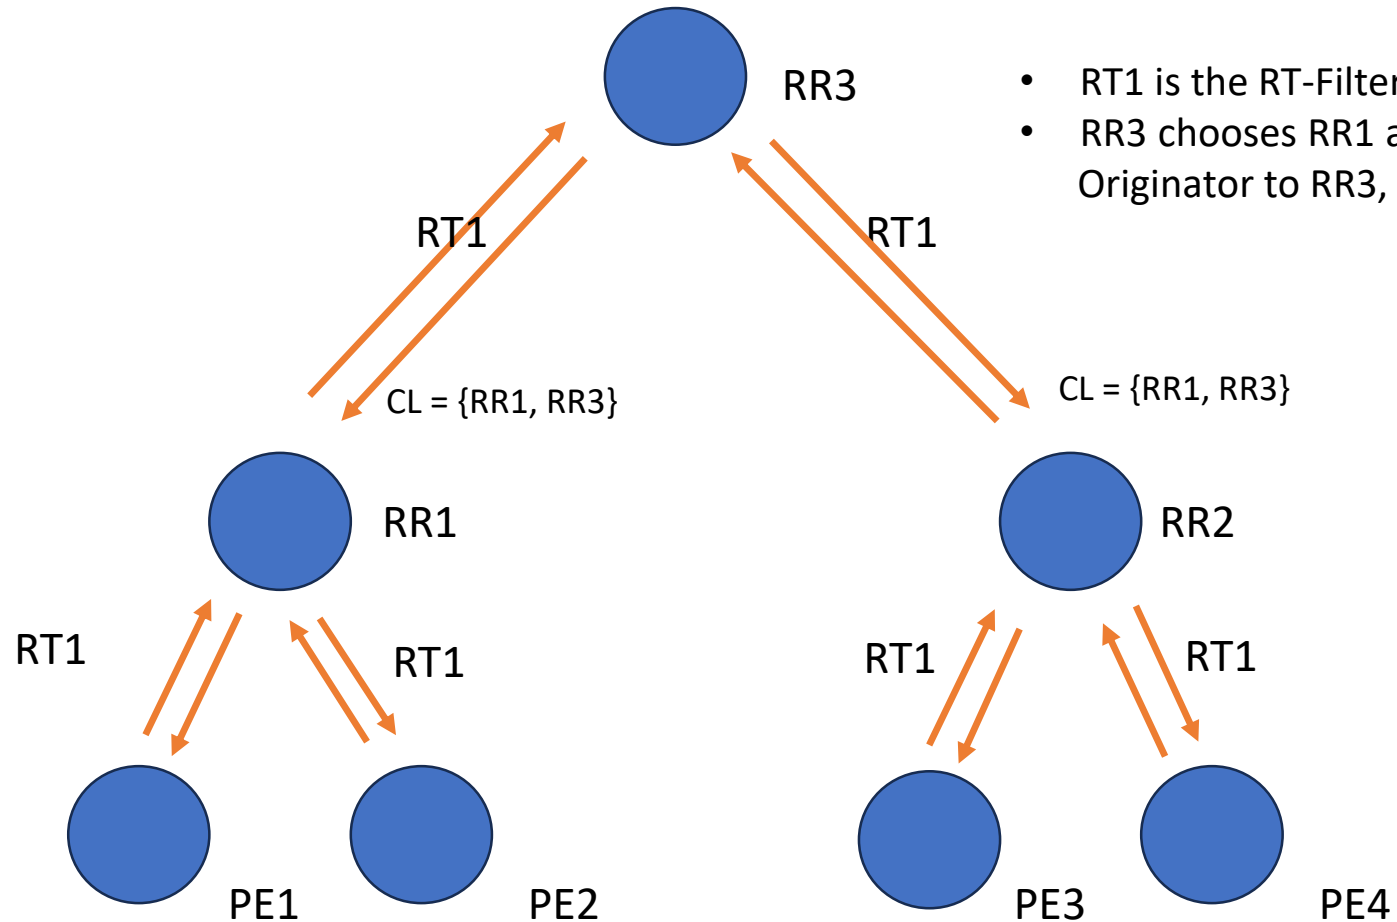 RR3
• RT1 is the RT-Filter
• RR3 chooses RR1 a
Originator to RR3,
RT1
RT1
CL = {RR1, RR3}
CL = {RR1, RR3}
RR1
RR2
RT1
RT1
RT1
RT1
PE1
PE2
PE3
PE4